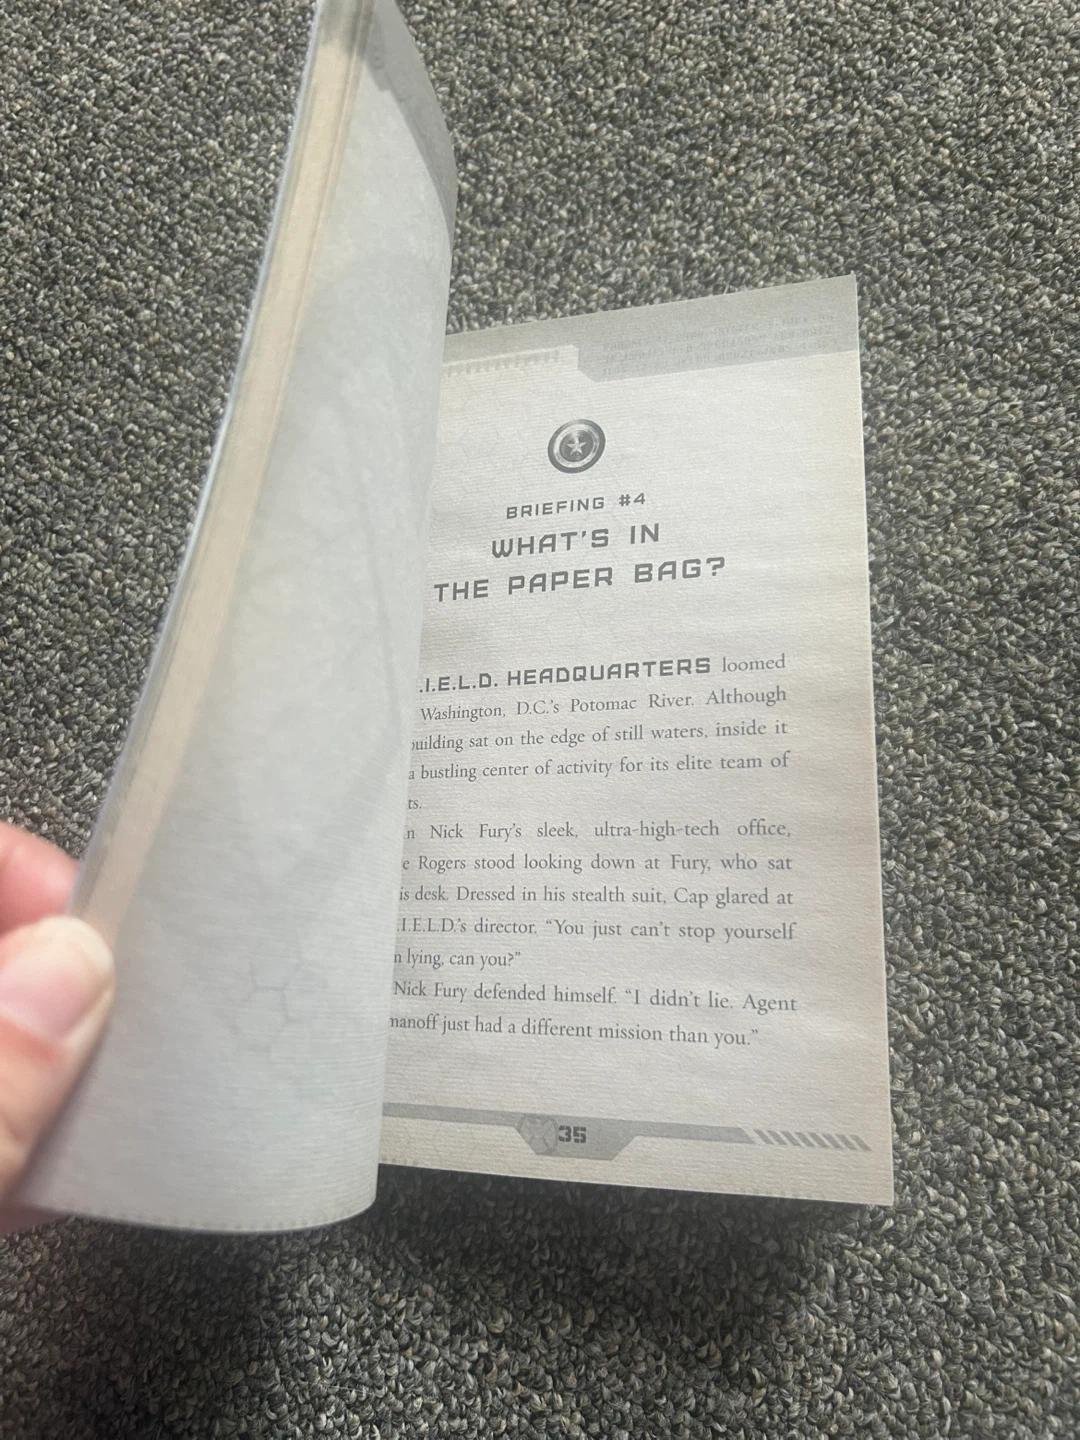 BRIEFING #4
WHAT'S IN
THE PAPER BAG?
.I.E.L.D. HEADQUARTERS loomed
Washington, D.C.'s Potomac River. Although
sat on the edge of still waters, inside it
a bustling center of activity for its elite team of
Nick Fury's sleek, ultra-high-tech office,
Rogers stood looking down at Fury, who sat
desk. Dressed in his stealth suit, Cap glared at
.I.E.L.D.'s director. “You just can't stop yourself
lying, can you?”
Nick Fury defended himself. “I didn't lie. Agent
just had a different mission than you.”
35